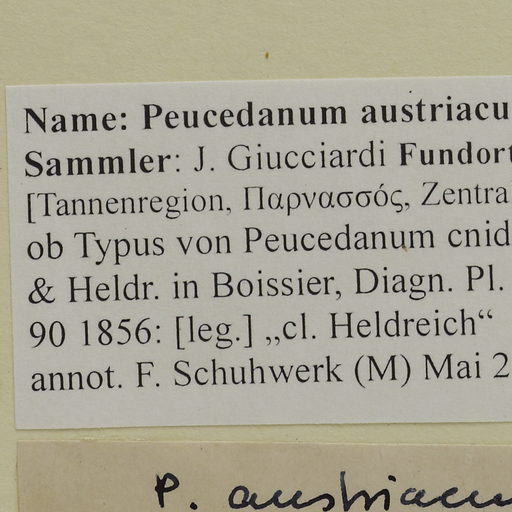 Name: Peucedanum austriacu
Sammler: J. Giucciardi Fundort
[Tannenregion, Παρνασσός, Zentra
ob Typus von Peucedanum cnid
& Heldr. in Boissier, Diagn. Pl.
90 1856: [leg.] „cl. Heldreich“
annot. F. Schuhwerk (M) Mai 2
P. austriacum